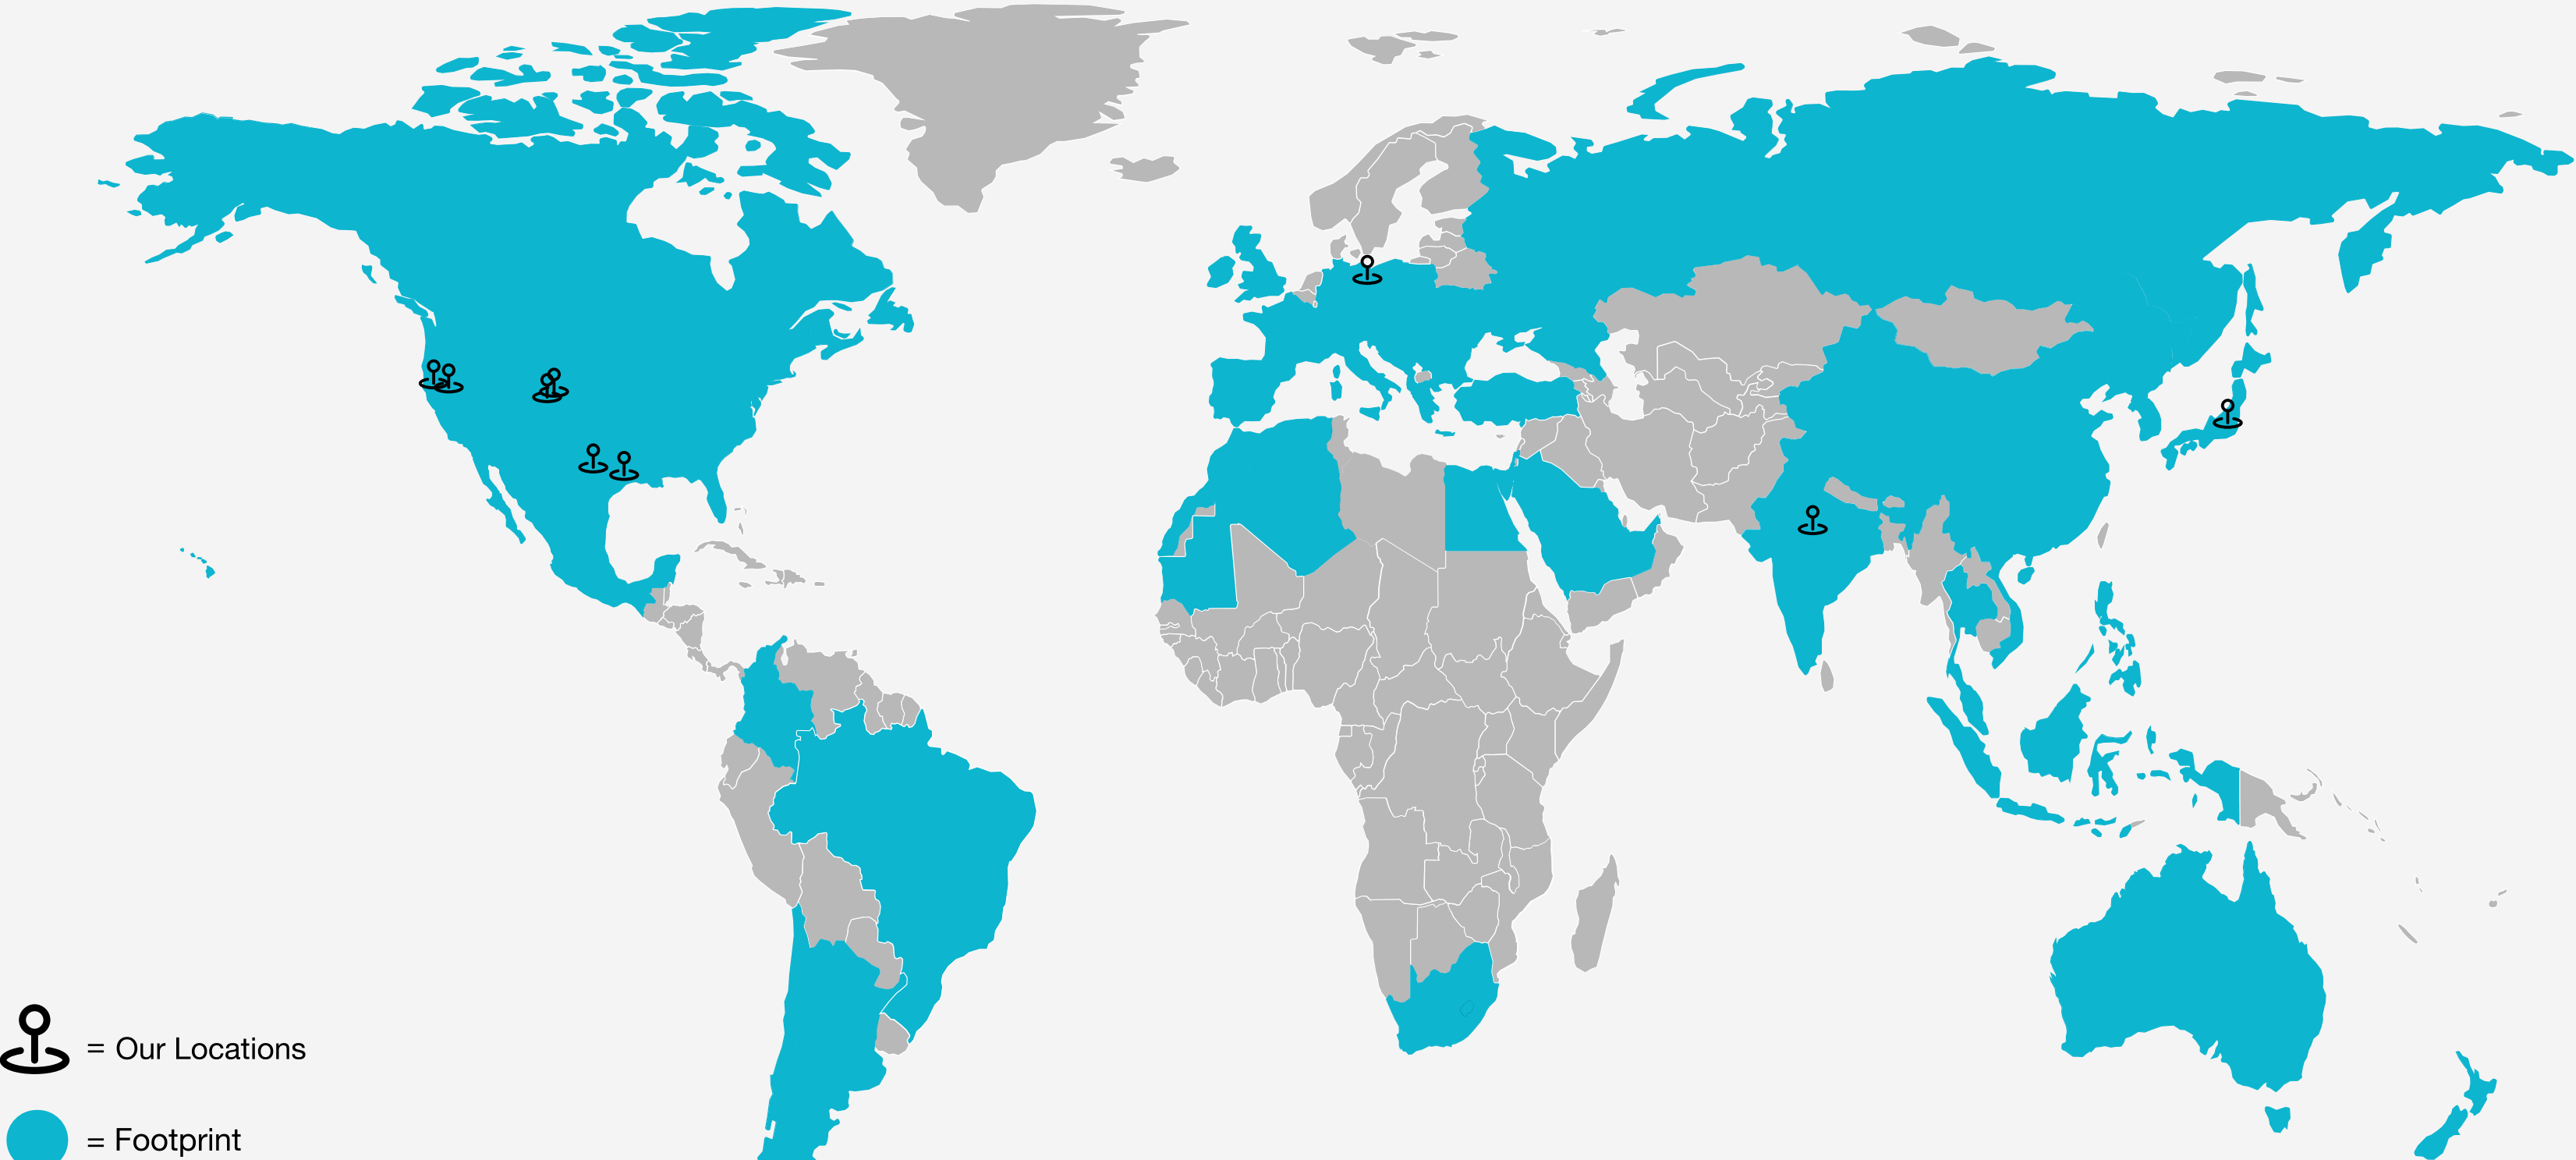 = Our Locations
= Footprint